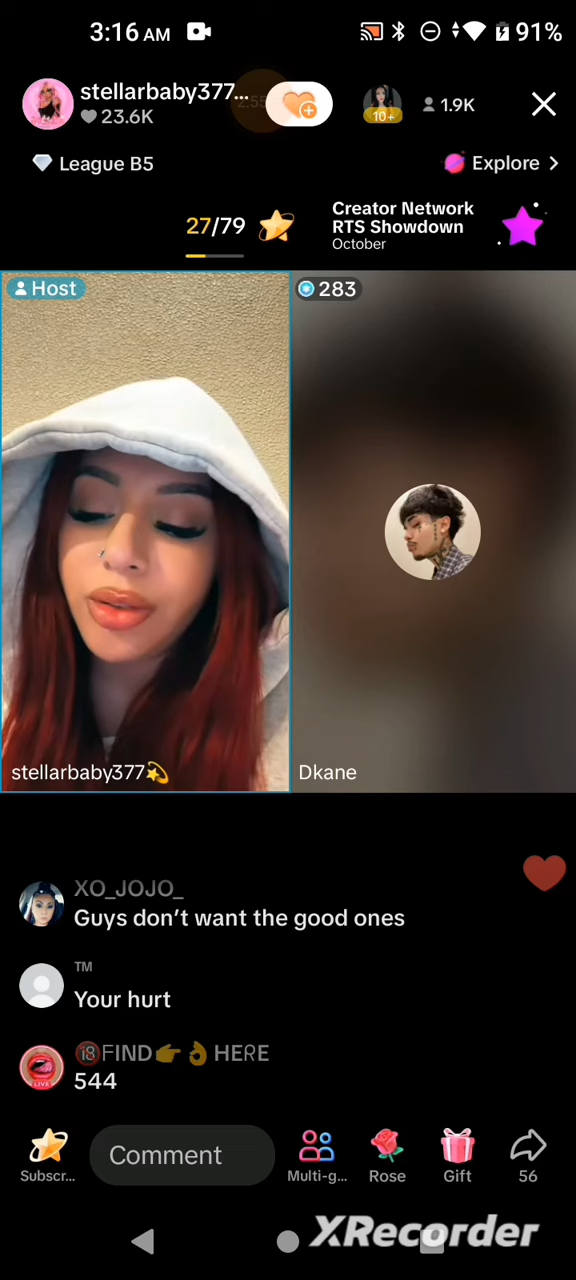 3:16 AM
91%
stellarbaby377...
23.6K
10+
1.9K
League B5
Explore >
27/79
Creator Network
RTS Showdown
October
Host
283
stellarbaby377💫
Dkane
XO_JOJO_
Guys don't want the good ones
TM
Your hurt
🔞FIND👉👌HERE
LIVE
544
Subscr...
Comment
Multi-g...
Rose
Gift
56
XRecorder